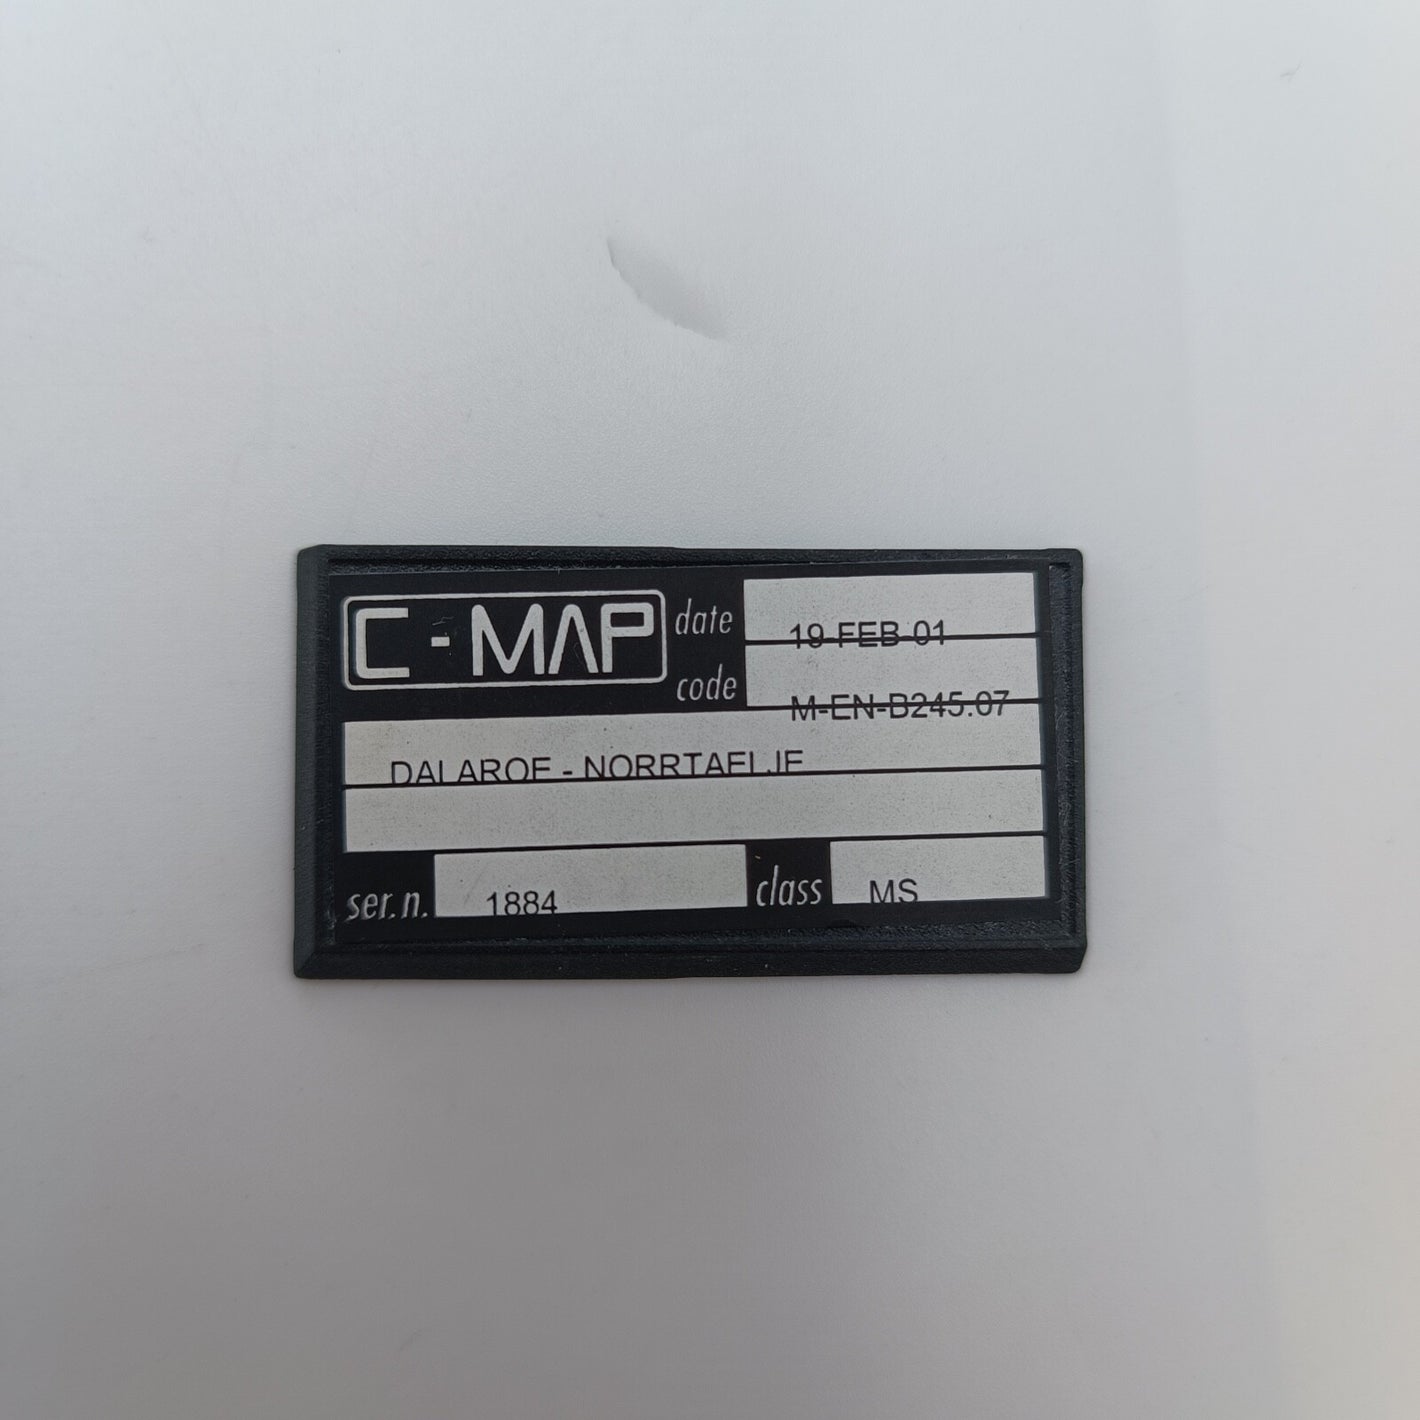 C-MAP
date 19-FEB-01
code M-EN-B245.07
DALAROE - NORRTAELJE
ser.n. 1884
class MS